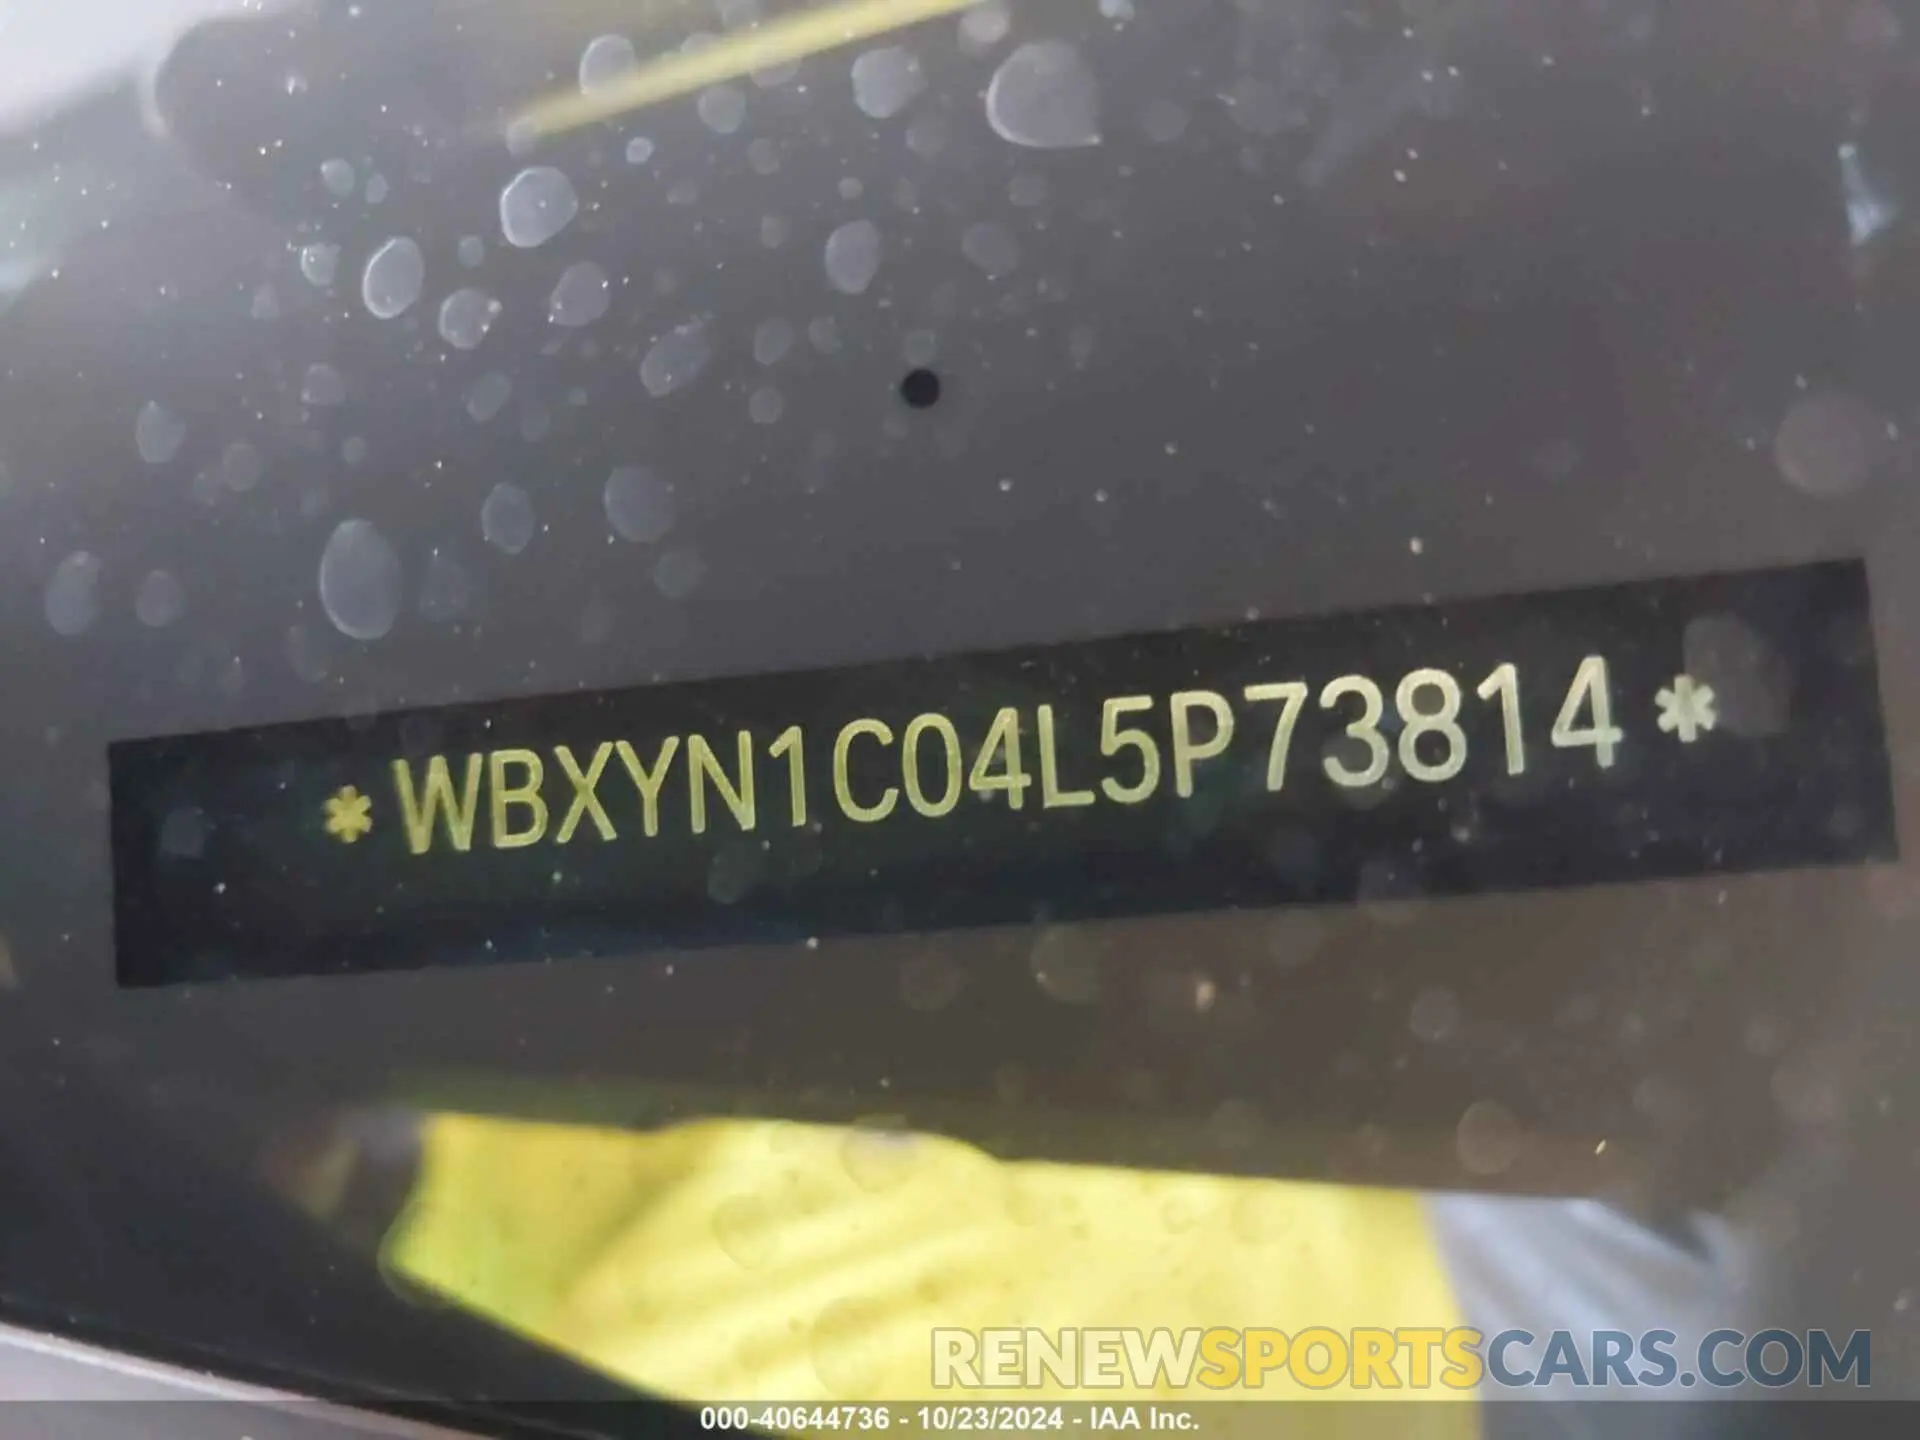 *WBXYN1C04L5P73814*
RENEWSPORTSCARS.COM
000-40644736 - 10/23/2024 - IAA Inc.